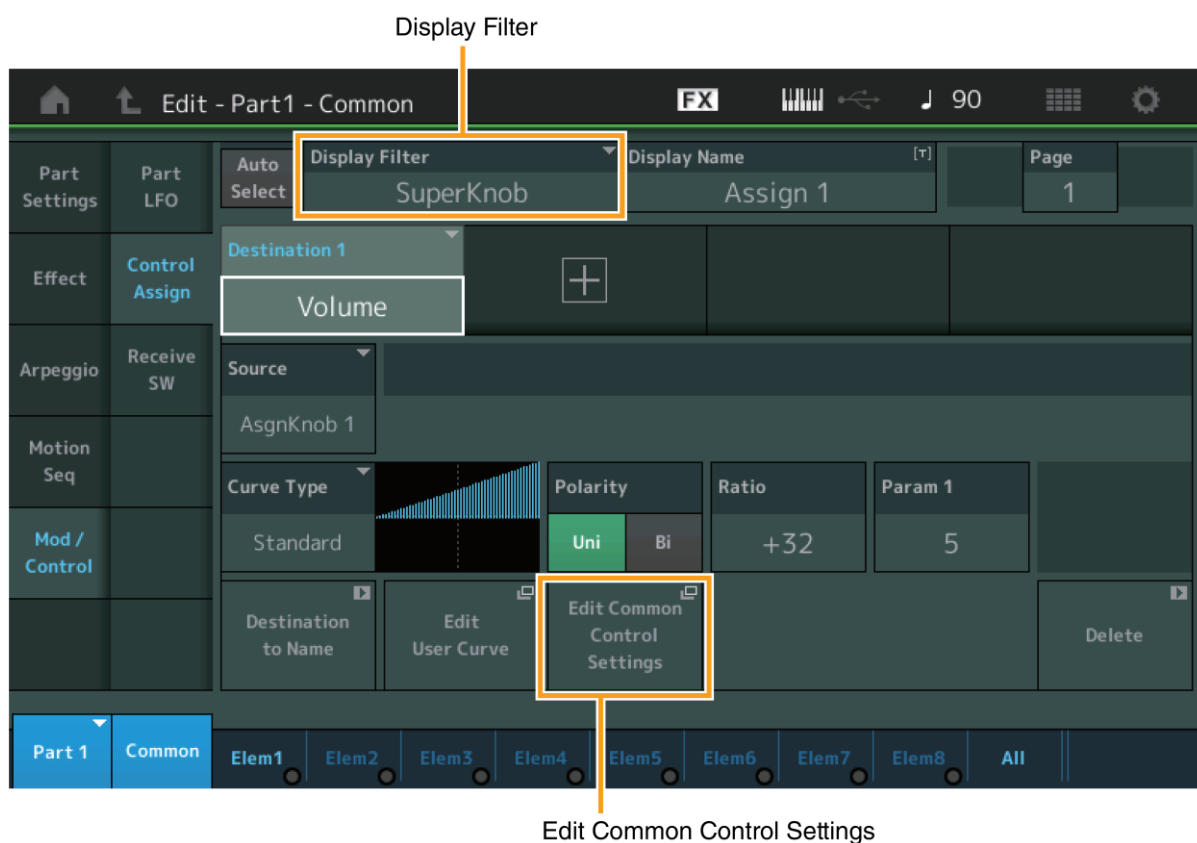 Display Filter
Edit - Part1 - Common
FX
90
Part
Settings
Part
LFO
Auto
Select
Display Filter
SuperKnob
Display Name
[T]
Assign 1
Page
1
Effect
Control
Assign
Destination 1
Volume
Arpeggio
Receive
SW
Source
AsgnKnob 1
Motion
Seq
Curve Type
Standard
Polarity
Uni
Bi
Ratio
+32
Param 1
5
Mod /
Control
Destination
to Name
Edit
User Curve
Edit Common
Control
Settings
Delete
Part 1
Common
Elem1
Elem2
Elem3
Elem4
Elem5
Elem6
Elem7
Elem8
All
Edit Common Control Settings